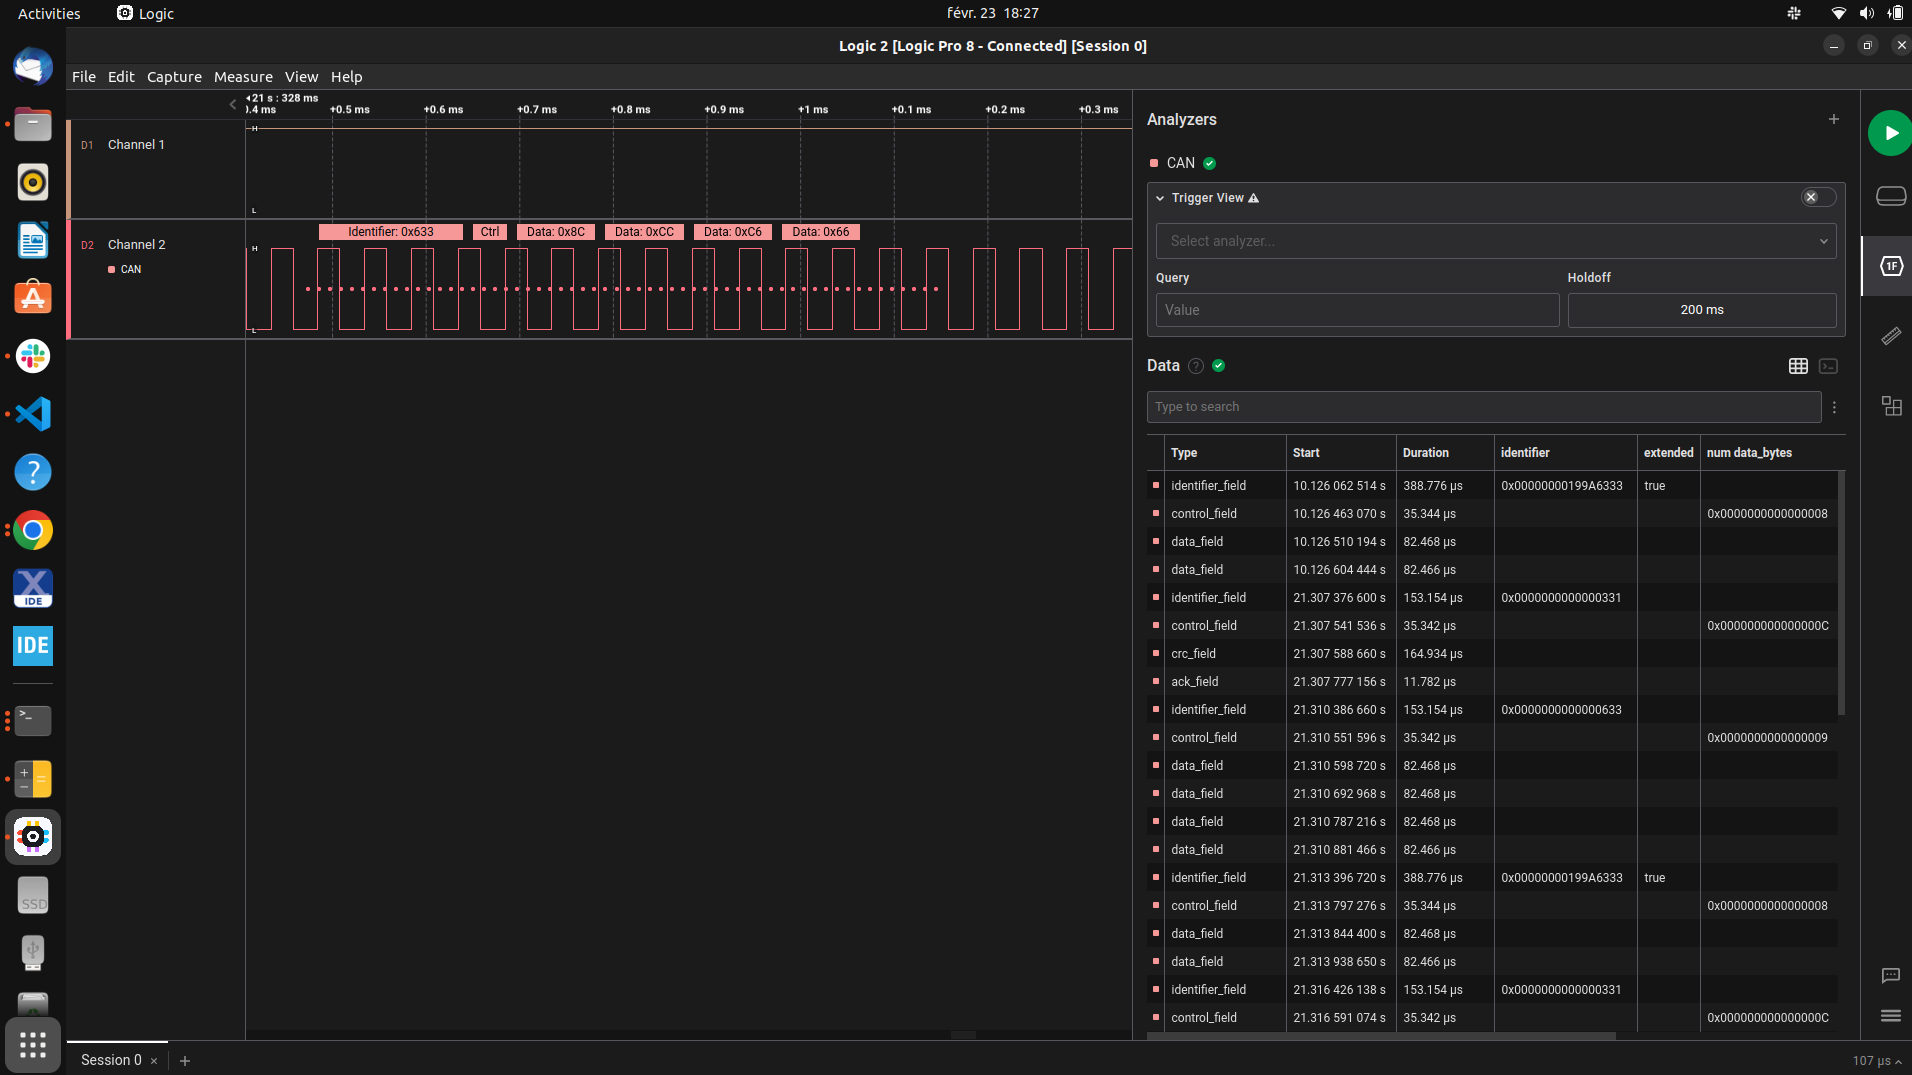 Activities
Logic
févr. 23 18:27
Logic 2 [Logic Pro 8 - Connected] [Session 0]
File Edit Capture Measure View Help
21 s : 328 ms
0.4 ms +0.5 ms +0.6 ms +0.7 ms +0.8 ms +0.9 ms +1 ms +0.1 ms +0.2 ms +0.3 ms
D1 Channel 1
H
L
D2 Channel 2
CAN
Identifier: 0x633 Ctrl Data: 0x8C Data: 0xCC Data: 0xC6 Data: 0x66
H
L
Analyzers
CAN
Trigger View
Select analyzer...
Query Holdoff
Value 200 ms
Data
Type to search
Type Start Duration identifier extended num data_bytes
identifier_field 10.126 062 514 s 388.776 µs 0x00000000199A6333 true
control_field 10.126 463 070 s 35.344 µs 0x0000000000000008
data_field 10.126 510 194 s 82.468 µs
data_field 10.126 604 444 s 82.466 µs
identifier_field 21.307 376 600 s 153.154 µs 0x0000000000000331
control_field 21.307 541 536 s 35.342 µs 0x000000000000000C
crc_field 21.307 588 660 s 164.934 µs
ack_field 21.307 777 156 s 11.782 µs
identifier_field 21.310 386 660 s 153.154 µs 0x0000000000000633
control_field 21.310 551 596 s 35.342 µs 0x0000000000000009
data_field 21.310 598 720 s 82.468 µs
data_field 21.310 692 968 s 82.468 µs
data_field 21.310 787 216 s 82.468 µs
data_field 21.310 881 466 s 82.466 µs
identifier_field 21.313 396 720 s 388.776 µs 0x00000000199A6333 true
control_field 21.313 797 276 s 35.344 µs 0x0000000000000008
data_field 21.313 844 400 s 82.468 µs
data_field 21.313 938 650 s 82.466 µs
identifier_field 21.316 426 138 s 153.154 µs 0x0000000000000331
control_field 21.316 591 074 s 35.342 µs 0x000000000000000C
1F
X
IDE
IDE
SSD
Session 0
107 µs